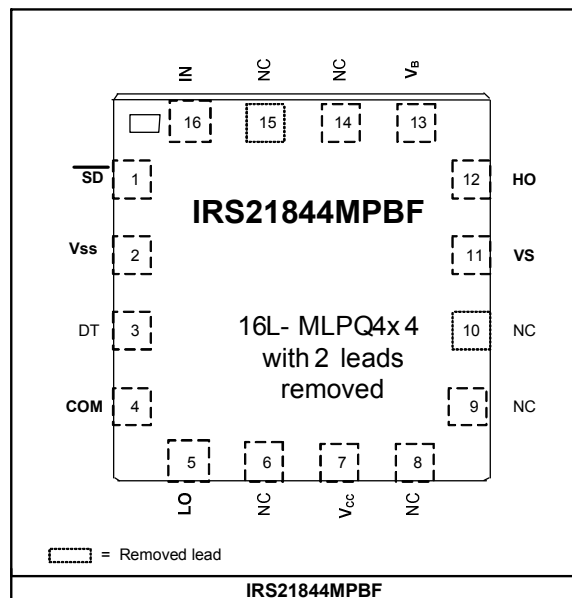 IN NC NC VB
16 15 14 13
SD 1 12 HO
IRS21844MPBF
Vss 2 11 VS
DT 3 16L- MLPQ4x4 10 NC
with 2 leads
removed
COM 4 9 NC
5 6 7 8
LO NC VCC NC
= Removed lead
IRS21844MPBF